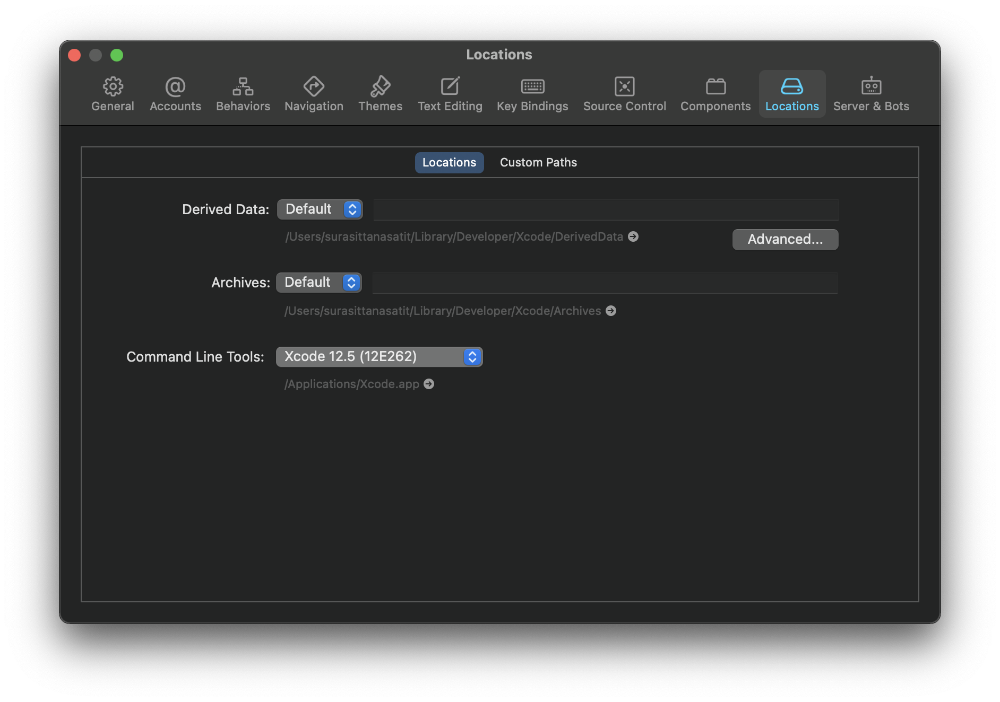 Locations
General Accounts Behaviors Navigation Themes Text Editing Key Bindings Source Control Components Locations Server & Bots
Locations Custom Paths
Derived Data: Default
/Users/surasittanasatit/Library/Developer/Xcode/DerivedData
Advanced...
Archives: Default
/Users/surasittanasatit/Library/Developer/Xcode/Archives
Command Line Tools: Xcode 12.5 (12E262)
/Applications/Xcode.app